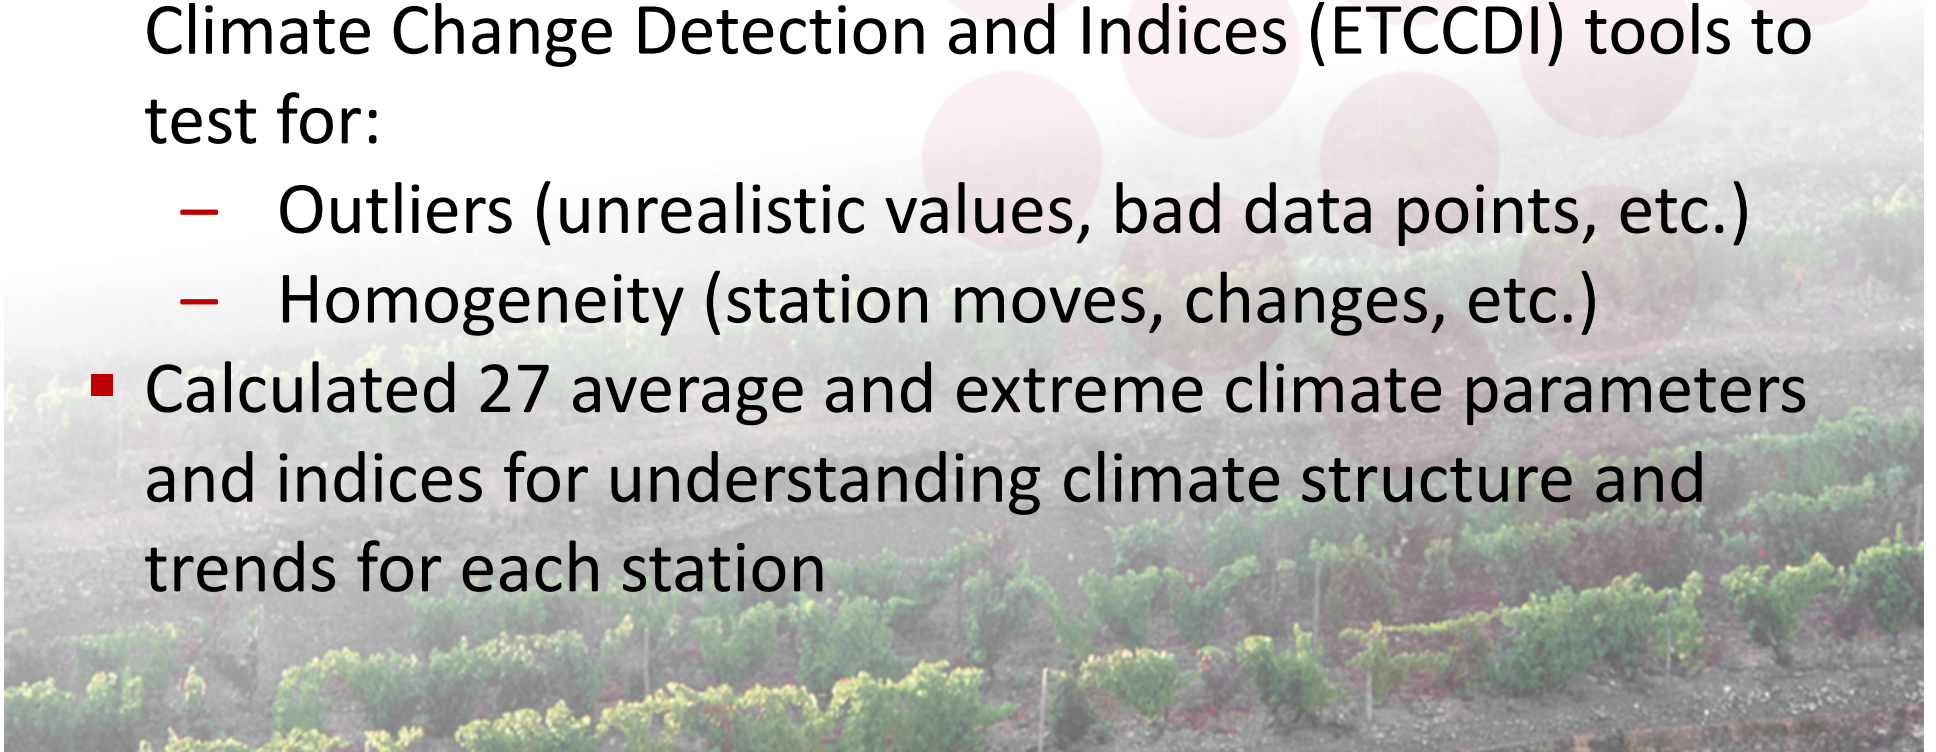 Climate Change Detection and Indices (ETCCDI) tools to
test for:
– Outliers (unrealistic values, bad data points, etc.)
– Homogeneity (station moves, changes, etc.)
▪ Calculated 27 average and extreme climate parameters
and indices for understanding climate structure and
trends for each station